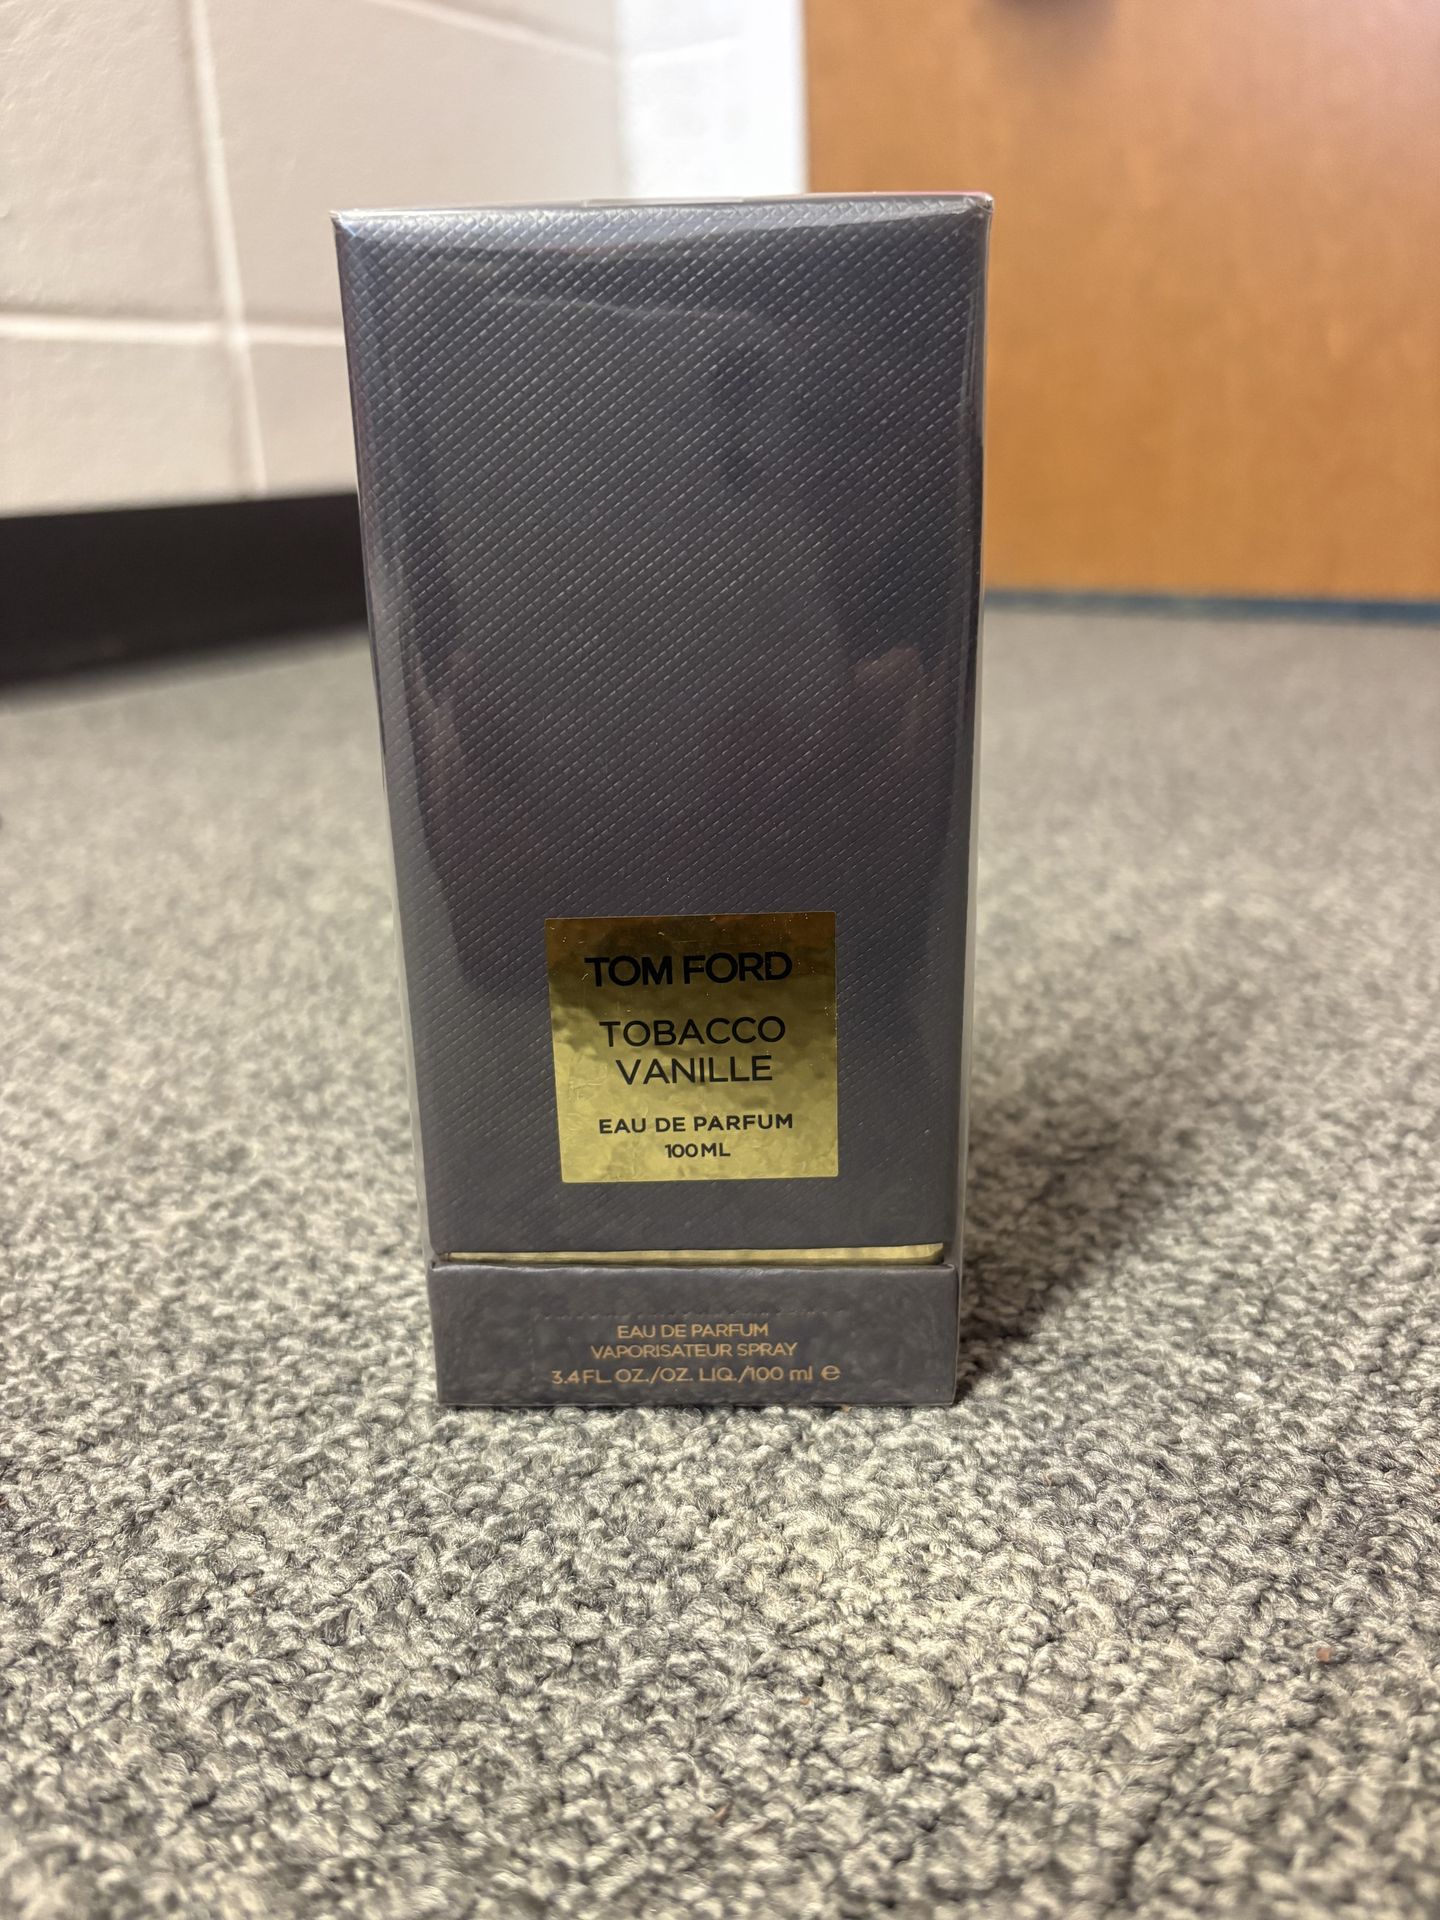 TOM FORD
TOBACCO
VANILLE
EAU DE PARFUM
100ML
EAU DE PARFUM
VAPORISATEUR SPRAY
3.4 FL. OZ./OZ. LIQ./100 ml ℮